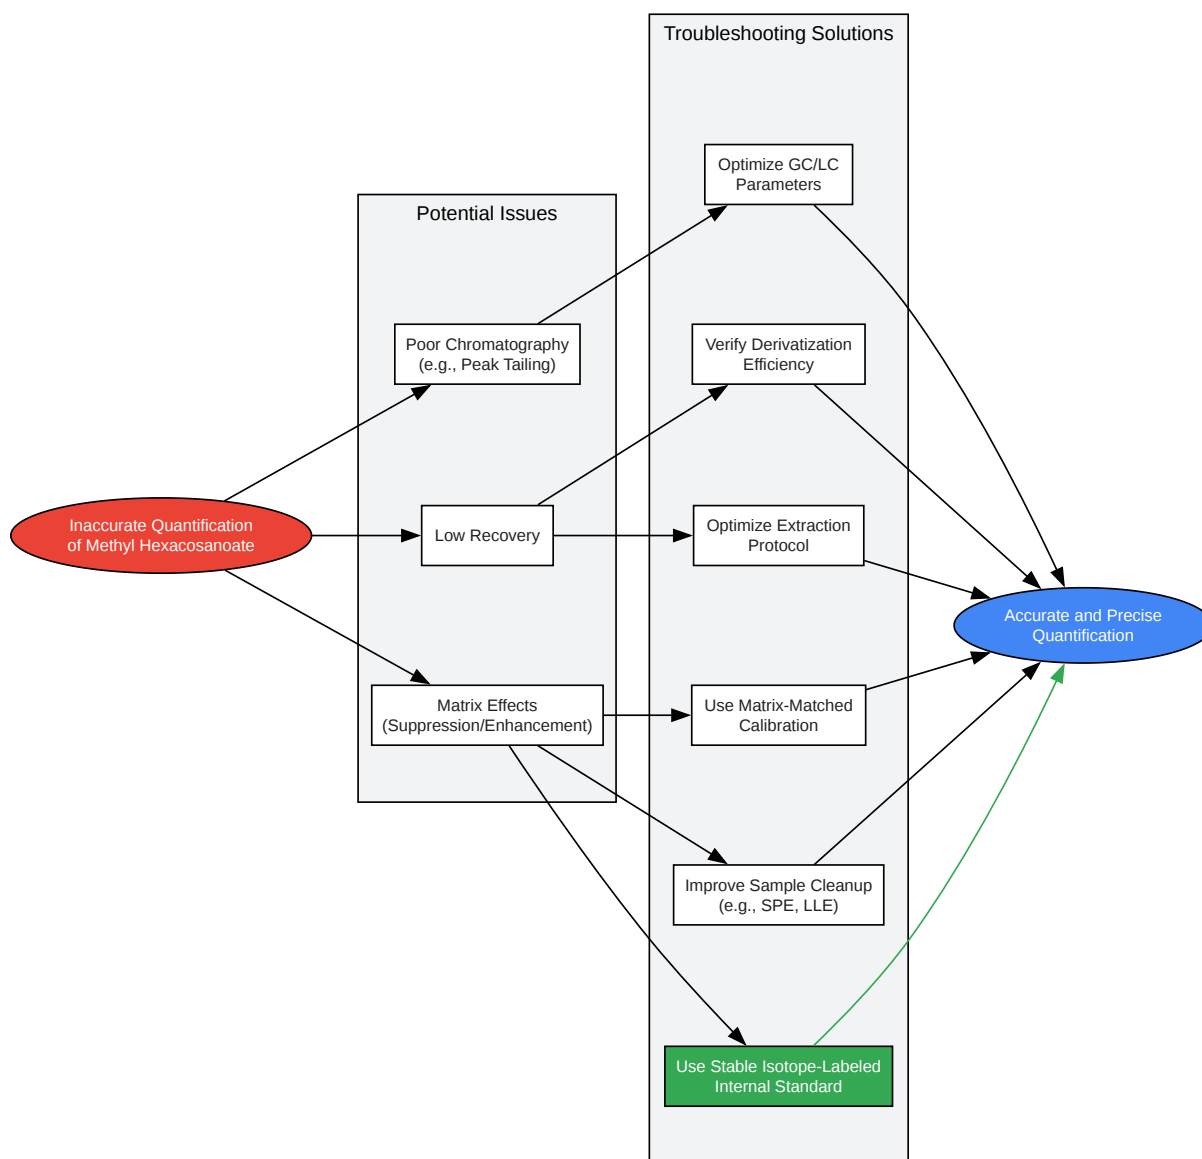 Troubleshooting Solutions
Optimize GC/LC
Parameters
Potential Issues
Poor Chromatography
(e.g., Peak Tailing)
Verify Derivatization
Efficiency
Inaccurate Quantification
of Methyl Hexacosanoate
Low Recovery
Optimize Extraction
Protocol
Accurate and Precise
Quantification
Matrix Effects
(Suppression/Enhancement)
Use Matrix-Matched
Calibration
Improve Sample Cleanup
(e.g., SPE, LLE)
Use Stable Isotope-Labeled
Internal Standard